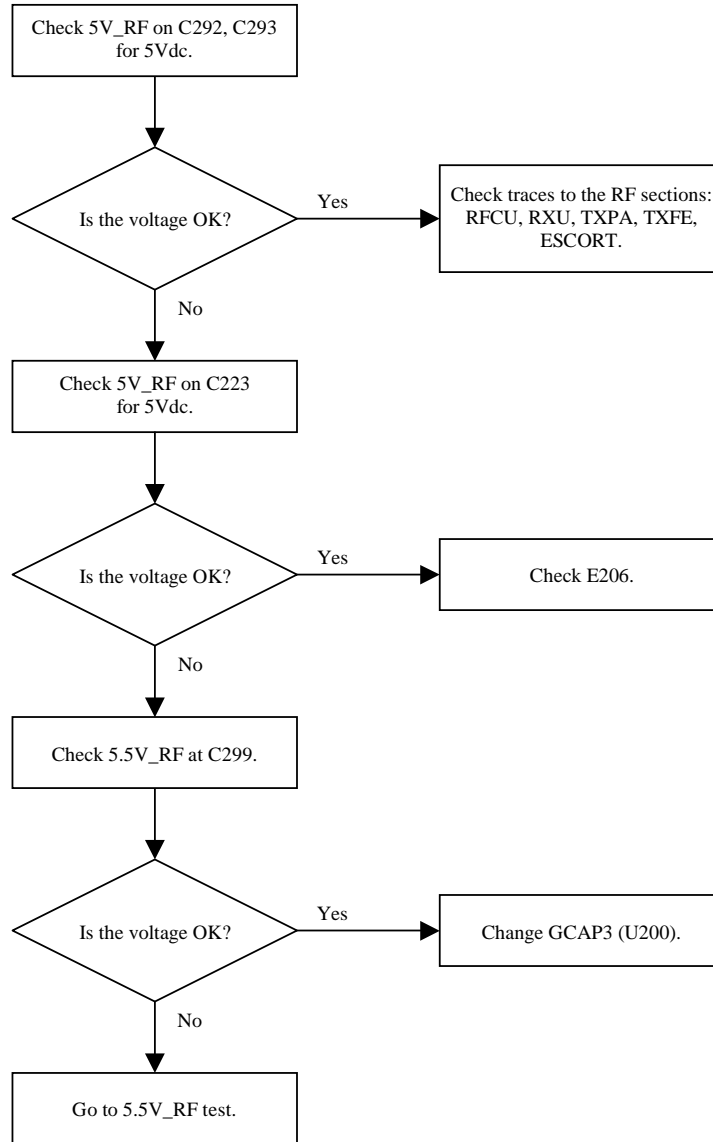 Check 5V_RF on C292, C293
for 5Vdc.
Is the voltage OK?
Yes
Check traces to the RF sections:
RFCU, RXU, TXPA, TXFE,
ESCORT.
No
Check 5V_RF on C223
for 5Vdc.
Is the voltage OK?
Yes
Check E206.
No
Check 5.5V_RF at C299.
Is the voltage OK?
Yes
Change GCAP3 (U200).
No
Go to 5.5V_RF test.